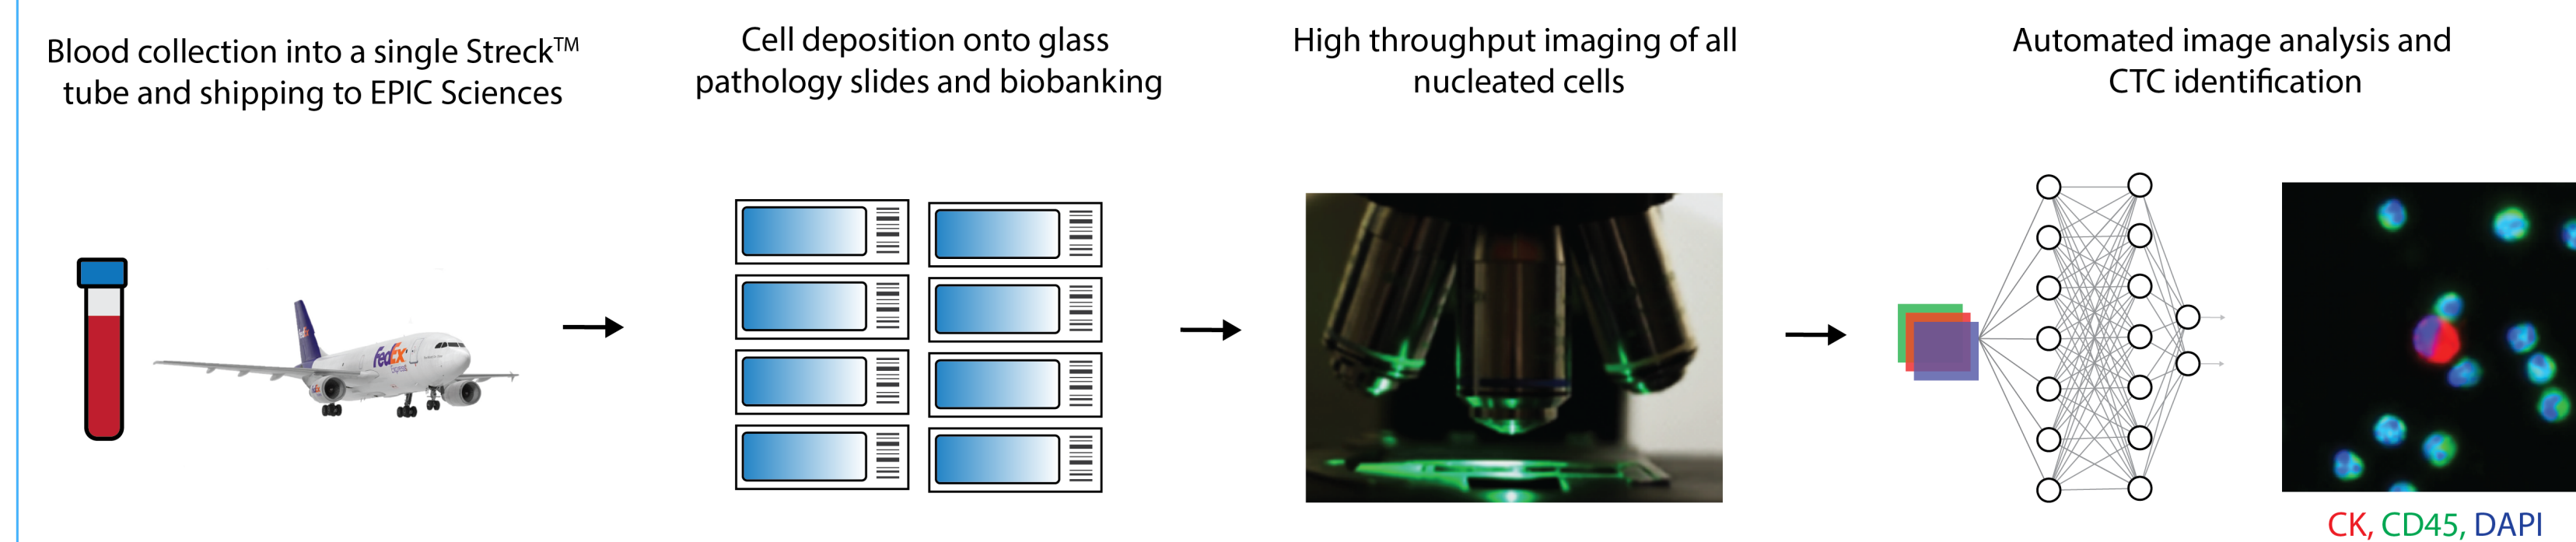 Blood collection into a single Streck™
tube and shipping to EPIC Sciences
Cell deposition onto glass
pathology slides and biobanking
High throughput imaging of all
nucleated cells
Automated image analysis and
CTC identification
FedEx
Express
CK, CD45, DAPI